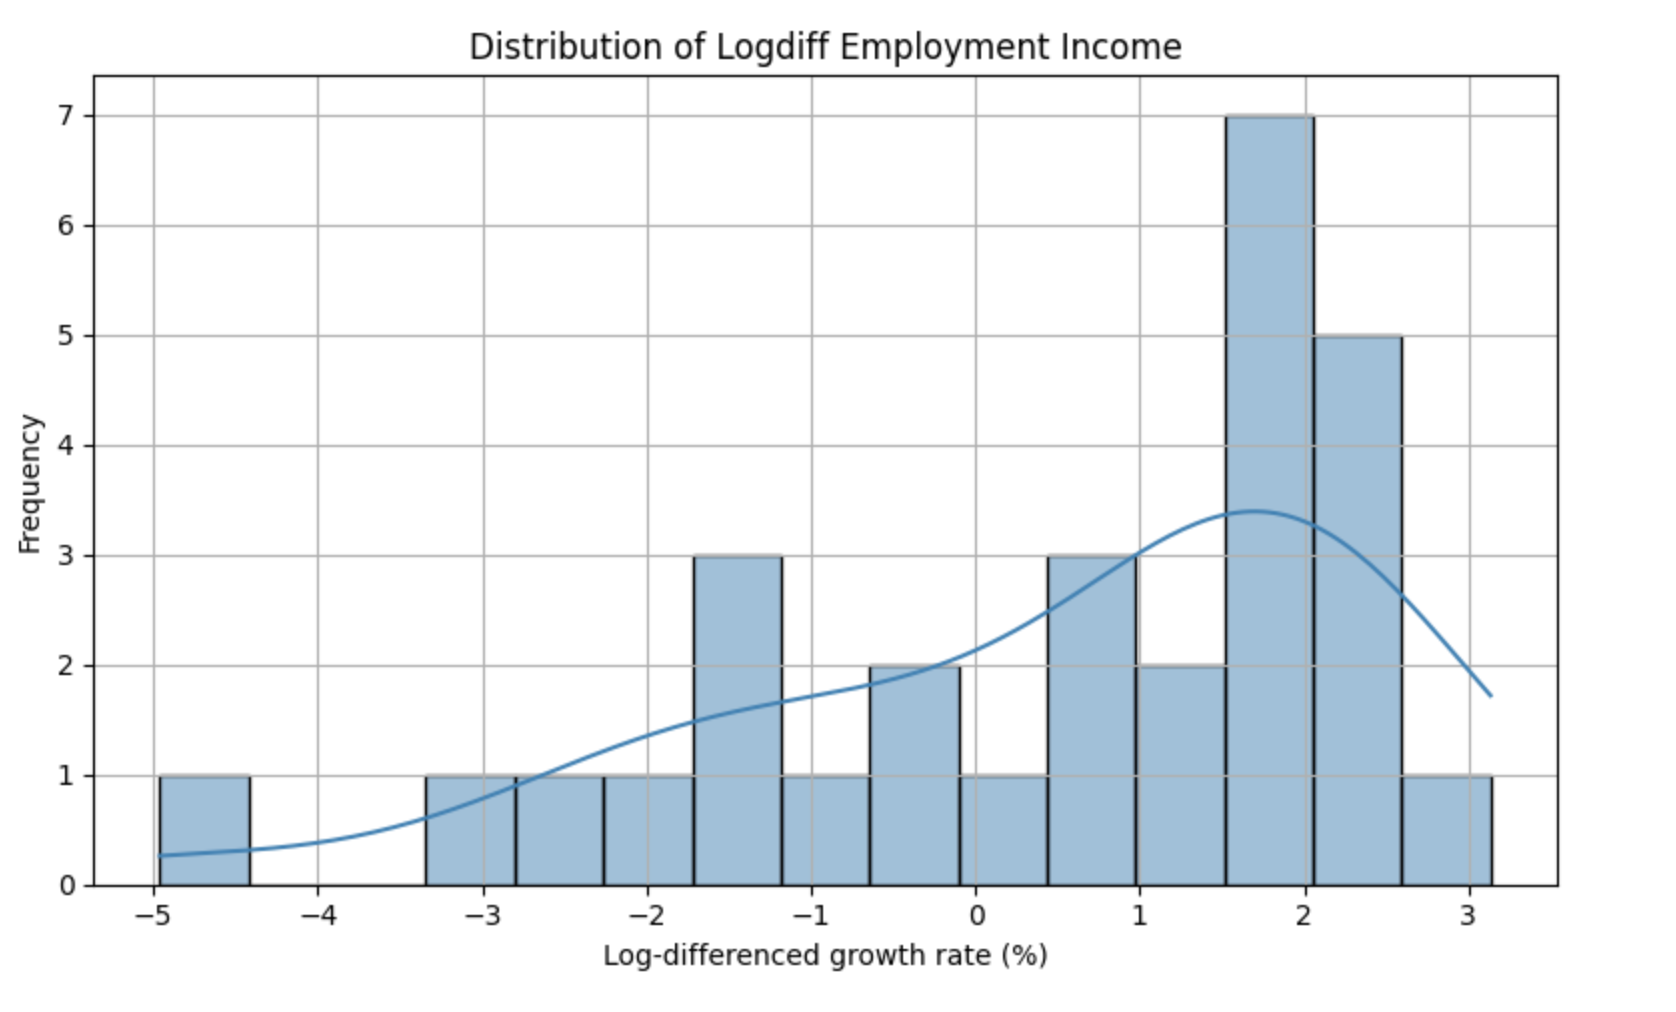 Distribution of Logdiff Employment Income
Frequency
7
6
5
4
3
2
1
0
−5 −4 −3 −2 −1 0 1 2 3
Log-differenced growth rate (%)